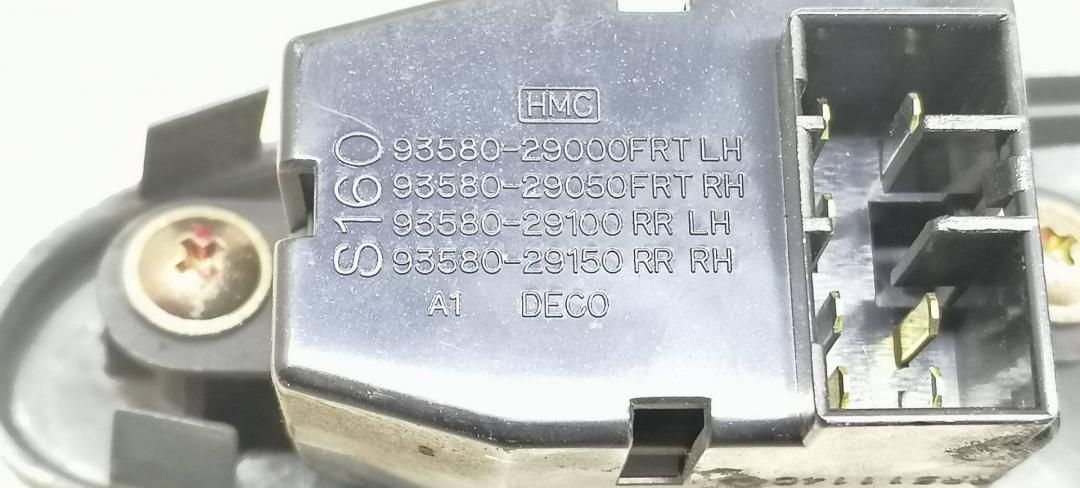 HMC
S160
93580-29000FRT LH
93580-29050FRT RH
93580-29100 RR LH
93580-29150 RR RH
A1 DECO